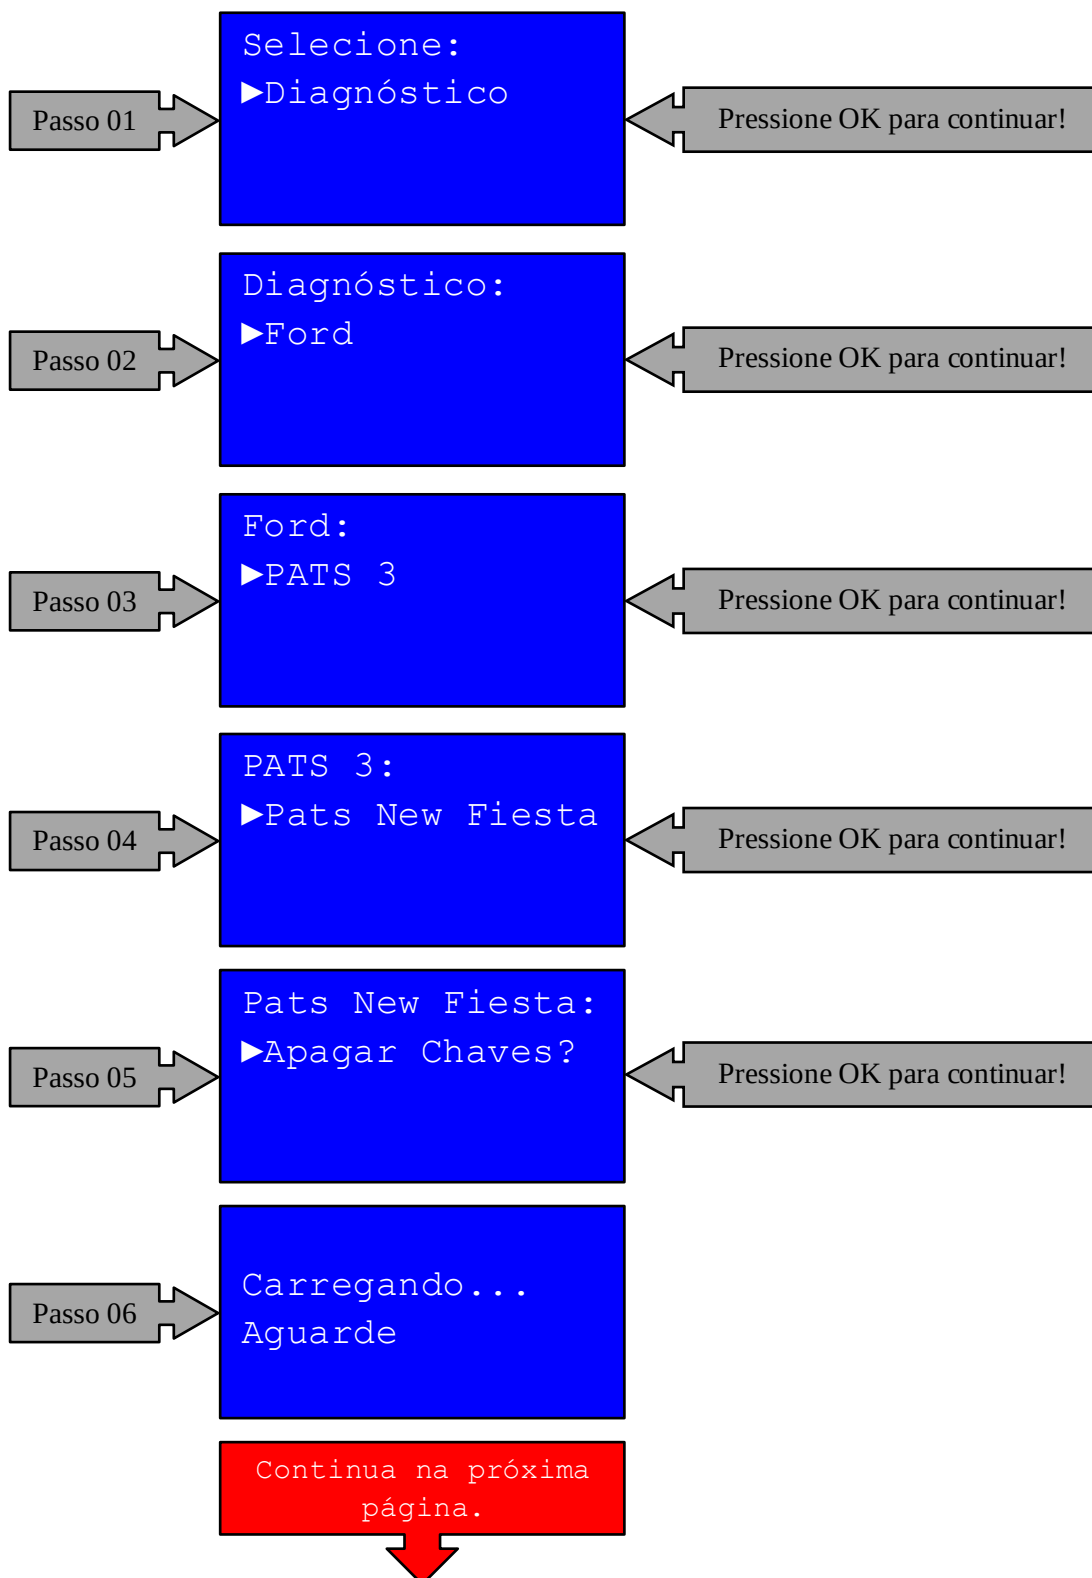 Selecione:
►Diagnóstico
Passo 01
Pressione OK para continuar!
Diagnóstico:
►Ford
Passo 02
Pressione OK para continuar!
Ford:
►PATS 3
Passo 03
Pressione OK para continuar!
PATS 3:
►Pats New Fiesta
Passo 04
Pressione OK para continuar!
Pats New Fiesta:
►Apagar Chaves?
Passo 05
Pressione OK para continuar!
Carregando...
Aguarde
Passo 06
Continua na próxima
página.